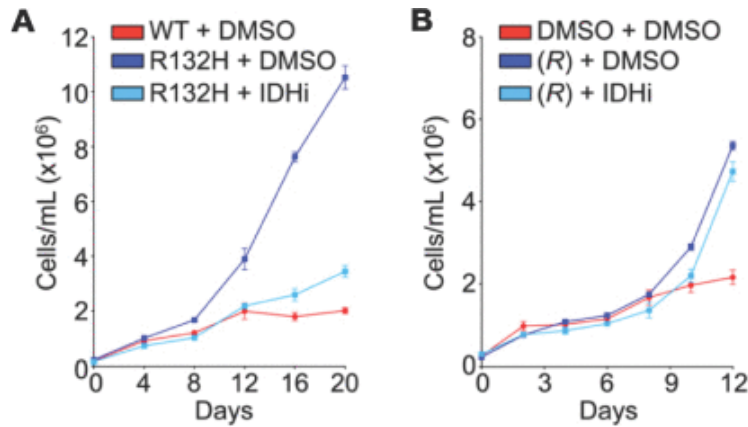 A
WT + DMSO
R132H + DMSO
R132H + IDHi
Cells/mL (x10⁶)
12
10
8
6
4
2
0
0 4 8 12 16 20
Days
B
DMSO + DMSO
(R) + DMSO
(R) + IDHi
Cells/mL (x10⁶)
8
6
4
2
0
0 3 6 9 12
Days